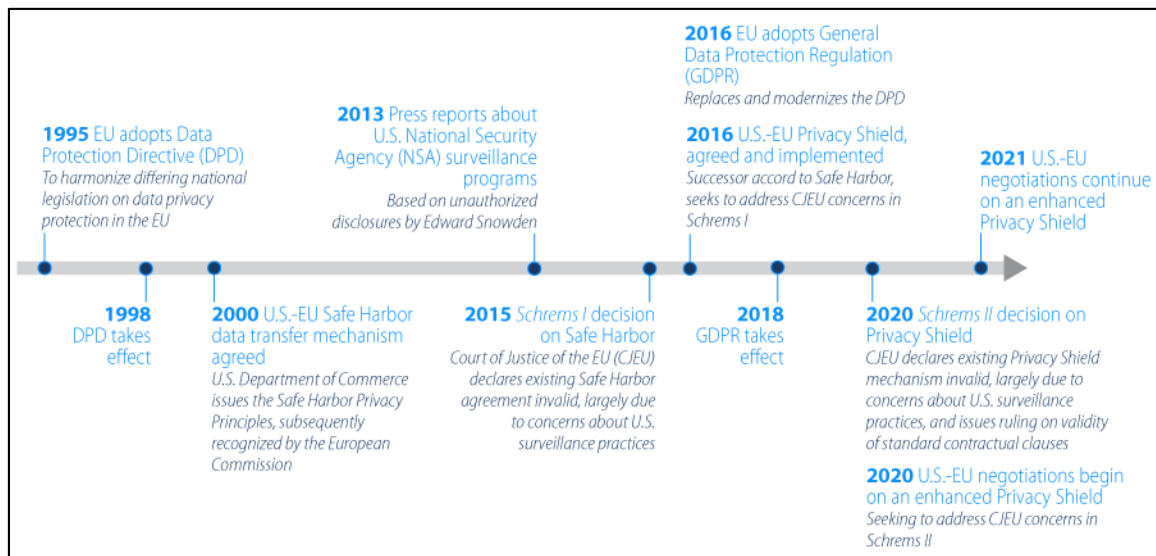 1995 EU adopts Data
Protection Directive (DPD)
To harmonize differing national
legislation on data privacy
protection in the EU
1998
DPD takes
effect
2000 U.S.-EU Safe Harbor
data transfer mechanism
agreed
U.S. Department of Commerce
issues the Safe Harbor Privacy
Principles, subsequently
recognized by the European
Commission
2013 Press reports about
U.S. National Security
Agency (NSA) surveillance
programs
Based on unauthorized
disclosures by Edward Snowden
2015 Schrems I decision
on Safe Harbor
Court of Justice of the EU (CJEU)
declares existing Safe Harbor
agreement invalid, largely due
to concerns about U.S.
surveillance practices
2016 EU adopts General
Data Protection Regulation
(GDPR)
Replaces and modernizes the DPD
2016 U.S.-EU Privacy Shield,
agreed and implemented
Successor accord to Safe Harbor,
seeks to address CJEU concerns in
Schrems I
2018
GDPR takes
effect
2020 Schrems II decision on
Privacy Shield
CJEU declares existing Privacy Shield
mechanism invalid, largely due to
concerns about U.S. surveillance
practices, and issues ruling on validity
of standard contractual clauses
2020 U.S.-EU negotiations begin
on an enhanced Privacy Shield
Seeking to address CJEU concerns in
Schrems II
2021 U.S.-EU
negotiations continue
on an enhanced
Privacy Shield